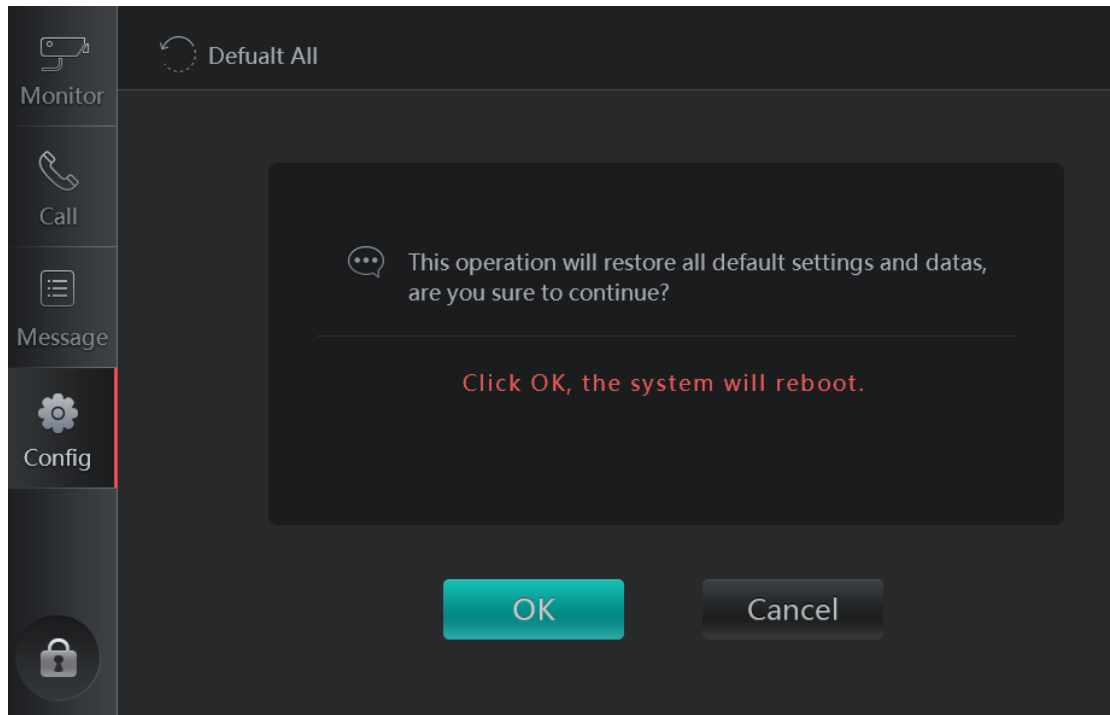 Defualt All
Monitor
Call
Message
Config
This operation will restore all default settings and datas,
are you sure to continue?
Click OK, the system will reboot.
OK
Cancel